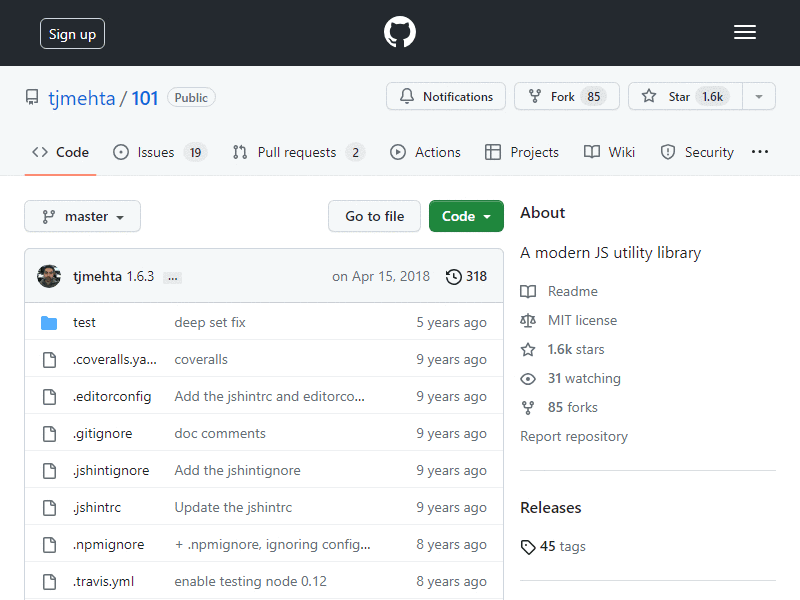 Sign up
tjmehta / 101 Public
Notifications Fork 85 Star 1.6k
Code Issues 19 Pull requests 2 Actions Projects Wiki Security ...
master Go to file Code
tjmehta 1.6.3 ... on Apr 15, 2018 318
test deep set fix 5 years ago
.coveralls.ya... coveralls 9 years ago
.editorconfig Add the jshintrc and editorco... 9 years ago
.gitignore doc comments 9 years ago
.jshintignore Add the jshintignore 9 years ago
.jshintrc Update the jshintrc 9 years ago
.npmignore + .npmignore, ignoring config... 8 years ago
.travis.yml enable testing node 0.12 8 years ago
About
A modern JS utility library
Readme
MIT license
1.6k stars
31 watching
85 forks
Report repository
Releases
45 tags